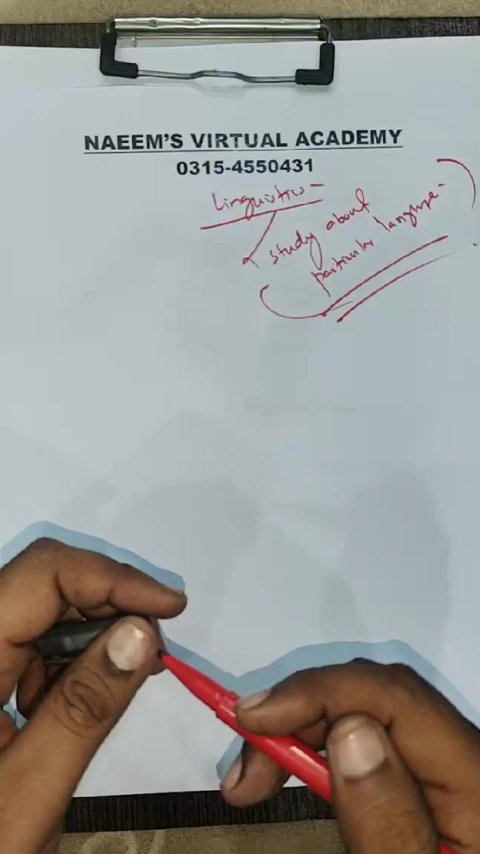 NAEEM'S VIRTUAL ACADEMY
0315-4550431
Linguistics-
study about
particular language-